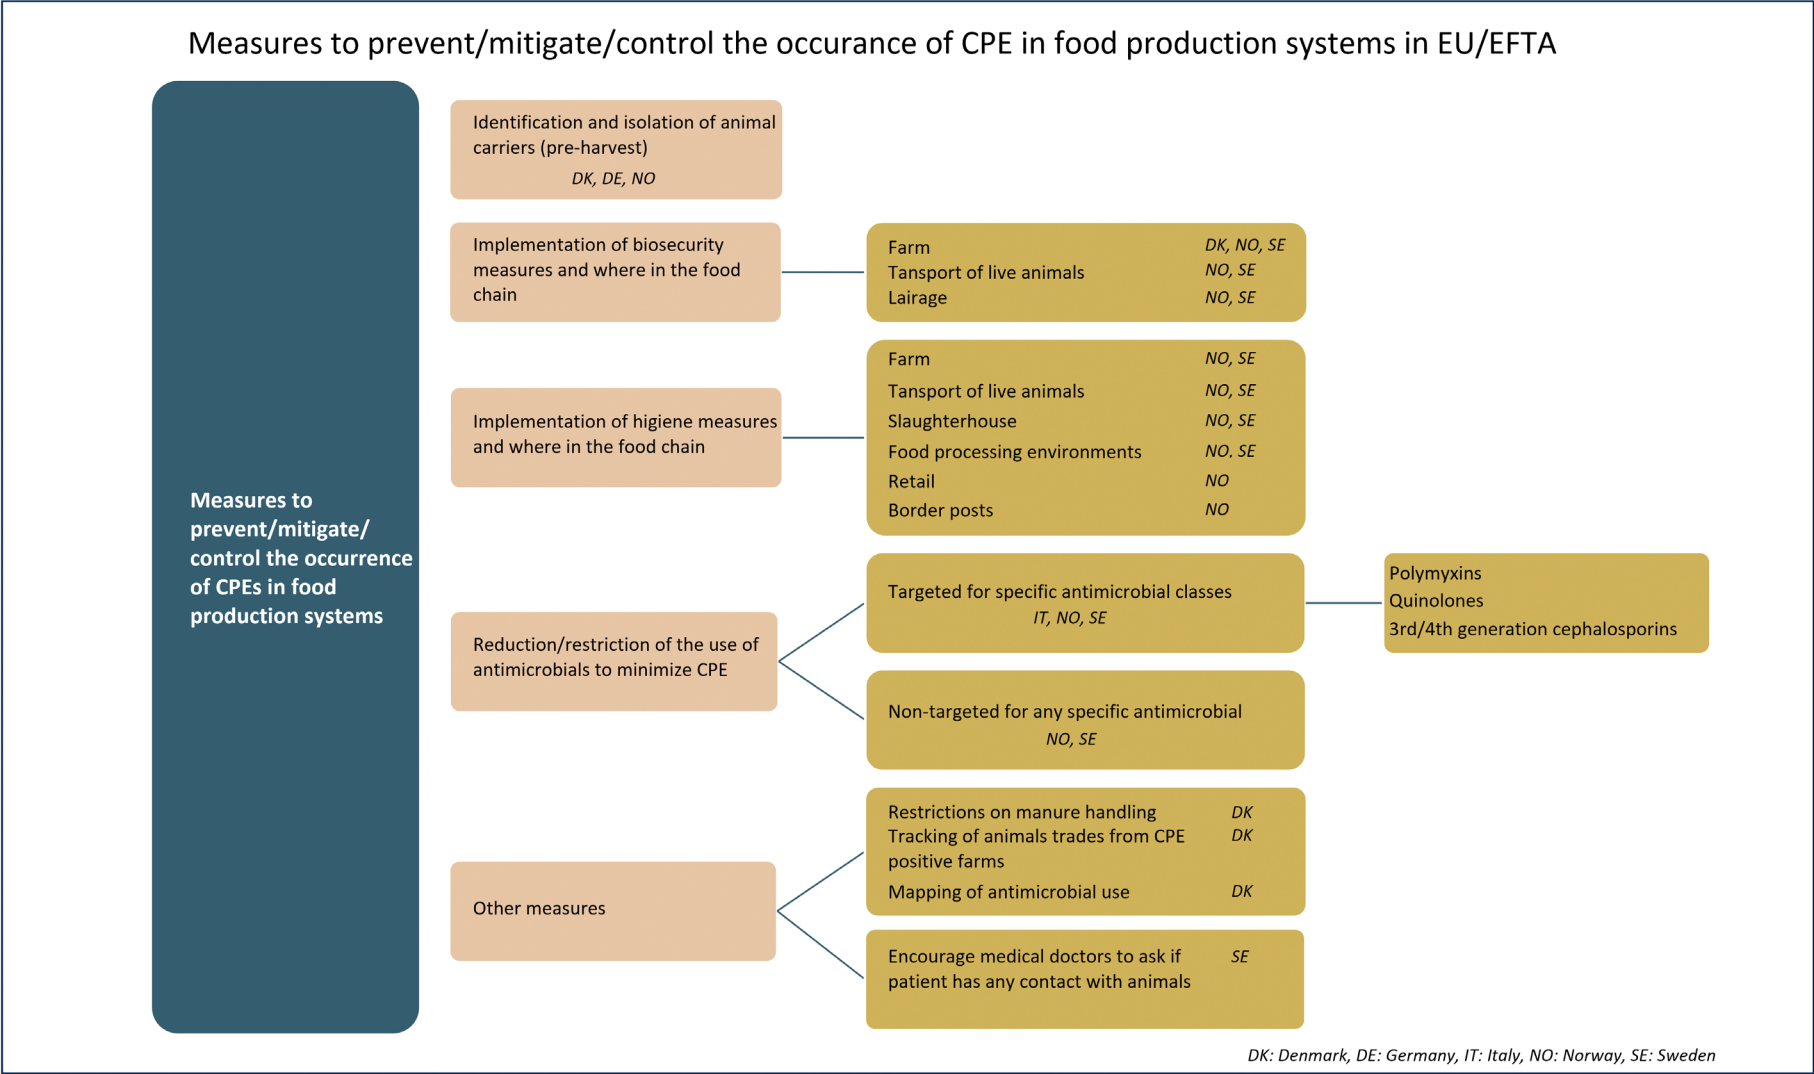 Measures to prevent/mitigate/control the occurance of CPE in food production systems in EU/EFTA
Measures to
prevent/mitigate/
control the occurrence
of CPEs in food
production systems
Identification and isolation of animal
carriers (pre-harvest)
DK, DE, NO
Implementation of biosecurity
measures and where in the food
chain
Farm DK, NO, SE
Tansport of live animals NO, SE
Lairage NO, SE
Implementation of higiene measures
and where in the food chain
Farm NO, SE
Tansport of live animals NO, SE
Slaughterhouse NO, SE
Food processing environments NO. SE
Retail NO
Border posts NO
Reduction/restriction of the use of
antimicrobials to minimize CPE
Targeted for specific antimicrobial classes
IT, NO, SE
Polymyxins
Quinolones
3rd/4th generation cephalosporins
Non-targeted for any specific antimicrobial
NO, SE
Other measures
Restrictions on manure handling DK
Tracking of animals trades from CPE DK
positive farms
Mapping of antimicrobial use DK
Encourage medical doctors to ask if SE
patient has any contact with animals
DK: Denmark, DE: Germany, IT: Italy, NO: Norway, SE: Sweden